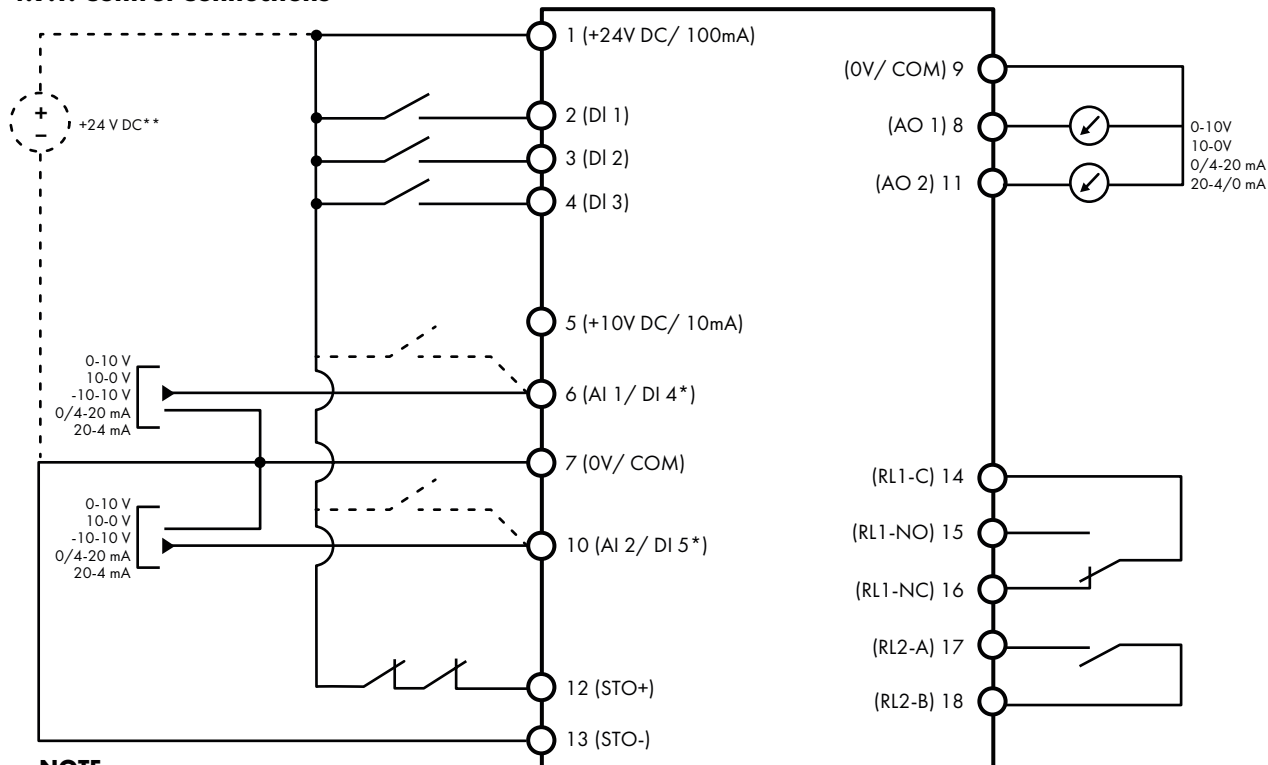 +24 V DC**
1 (+24V DC/ 100mA)
2 (DI 1)
3 (DI 2)
4 (DI 3)
5 (+10V DC/ 10mA)
0-10 V
10-0 V
-10-10 V
0/4-20 mA
20-4 mA
6 (AI 1/ DI 4*)
7 (0V/ COM)
0-10 V
10-0 V
-10-10 V
0/4-20 mA
20-4 mA
10 (AI 2/ DI 5*)
12 (STO+)
13 (STO-)
(0V/ COM) 9
(AO 1) 8
(AO 2) 11
0-10V
10-0V
0/4-20 mA
20-4/0 mA
(RL1-C) 14
(RL1-NO) 15
(RL1-NC) 16
(RL2-A) 17
(RL2-B) 18
NOTE